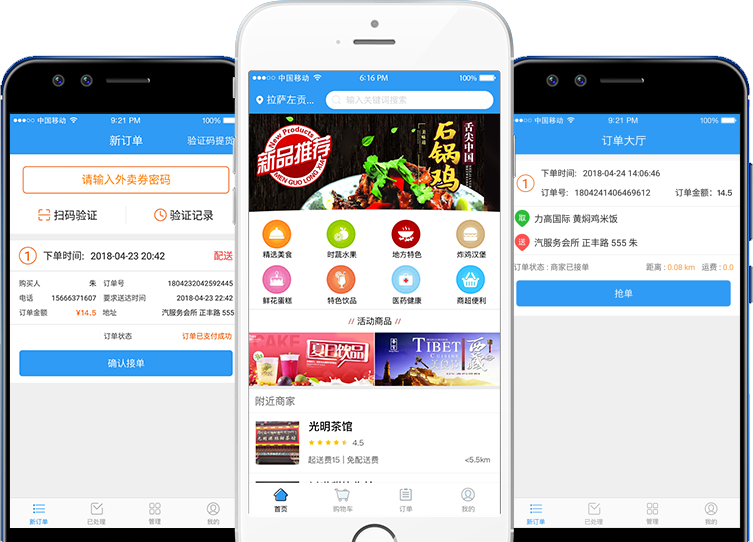 中国移动 9:21 PM 100%
新订单 验证码提货
请输入外卖券密码
扫码验证 验证记录
1 下单时间: 2018-04-23 20:42 配送
购买人 朱 订单号 1804232042592445
电话 15666371607 要求送达时间 2018-04-23 22:42
订单金额 ¥14.5 地址 汽服务会所 正丰路 555
订单状态 订单已支付成功
确认接单
新订单 已处理 管理 我的
中国移动 6:16 PM 100%
拉萨左贡... 输入关键词搜索
New Products
新品推荐
MEN GUO LONG XIA
舌尖中国
石锅鸡
精选美食 时蔬水果 地方特色 炸鸡汉堡
鲜花蛋糕 特色饮品 医药健康 商超便利
// 活动商品 //
CAKE
夏日饮品
TIBET
西藏
附近商家
光明茶馆
4.5
起送费15 | 免配送费 <5.5km
首页 购物车 订单 我的
中国移动 9:21 PM 100%
订单大厅
1 下单时间: 2018-04-24 14:06:46
订单号: 1804241406469612 订单金额: 14.5
取 力高国际 黄焖鸡米饭
送 汽服务会所 正丰路 555 朱
订单状态 : 商家已接单 距离 : 0.08 km 运费 : 0.0
抢单
新订单 已处理 管理 我的